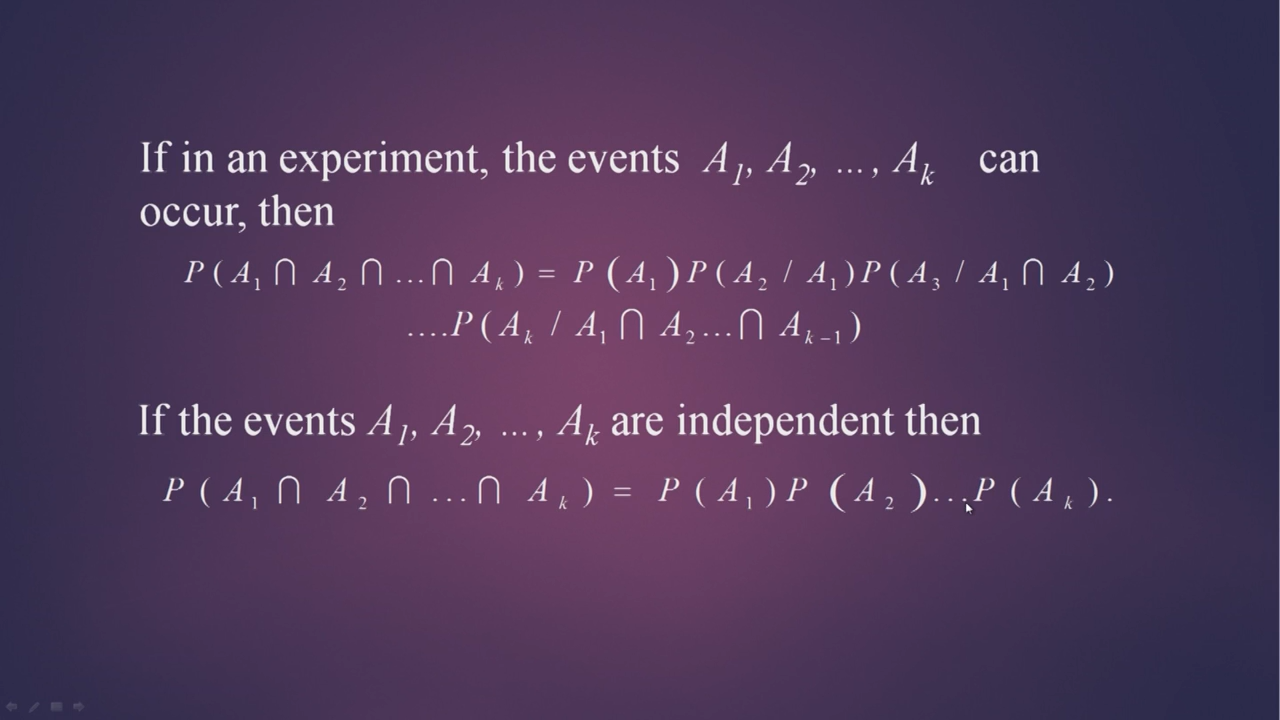 If in an experiment, the events A₁, A₂, ..., Aₖ can
occur, then
P(A₁ ∩ A₂ ∩ ...∩ Aₖ) = P(A₁)P(A₂ / A₁)P(A₃ / A₁ ∩ A₂)
....P(Aₖ / A₁ ∩ A₂...∩ Aₖ₋₁)
If the events A₁, A₂, ..., Aₖ are independent then
P(A₁ ∩ A₂ ∩ ...∩ Aₖ) = P(A₁)P(A₂)...P(Aₖ).